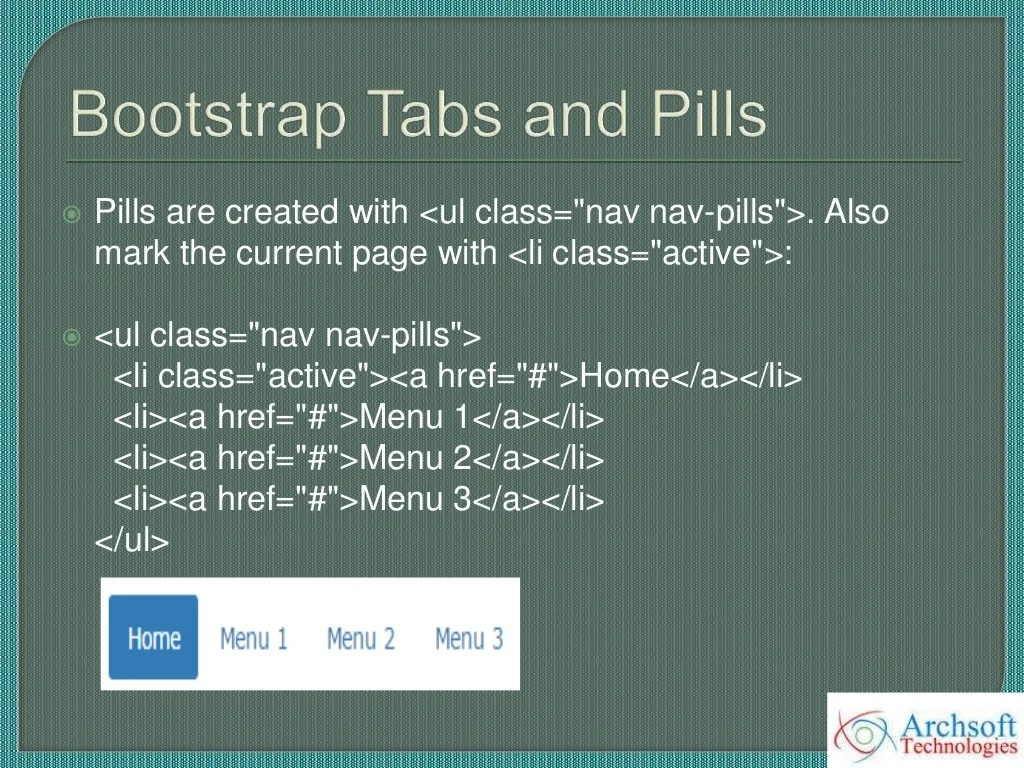 Bootstrap Tabs and Pills
Pills are created with <ul class="nav nav-pills">. Also
mark the current page with <li class="active">:
<ul class="nav nav-pills">
<li class="active"><a href="#">Home</a></li>
<li><a href="#">Menu 1</a></li>
<li><a href="#">Menu 2</a></li>
<li><a href="#">Menu 3</a></li>
</ul>
Home Menu 1 Menu 2 Menu 3
Archsoft
Technologies